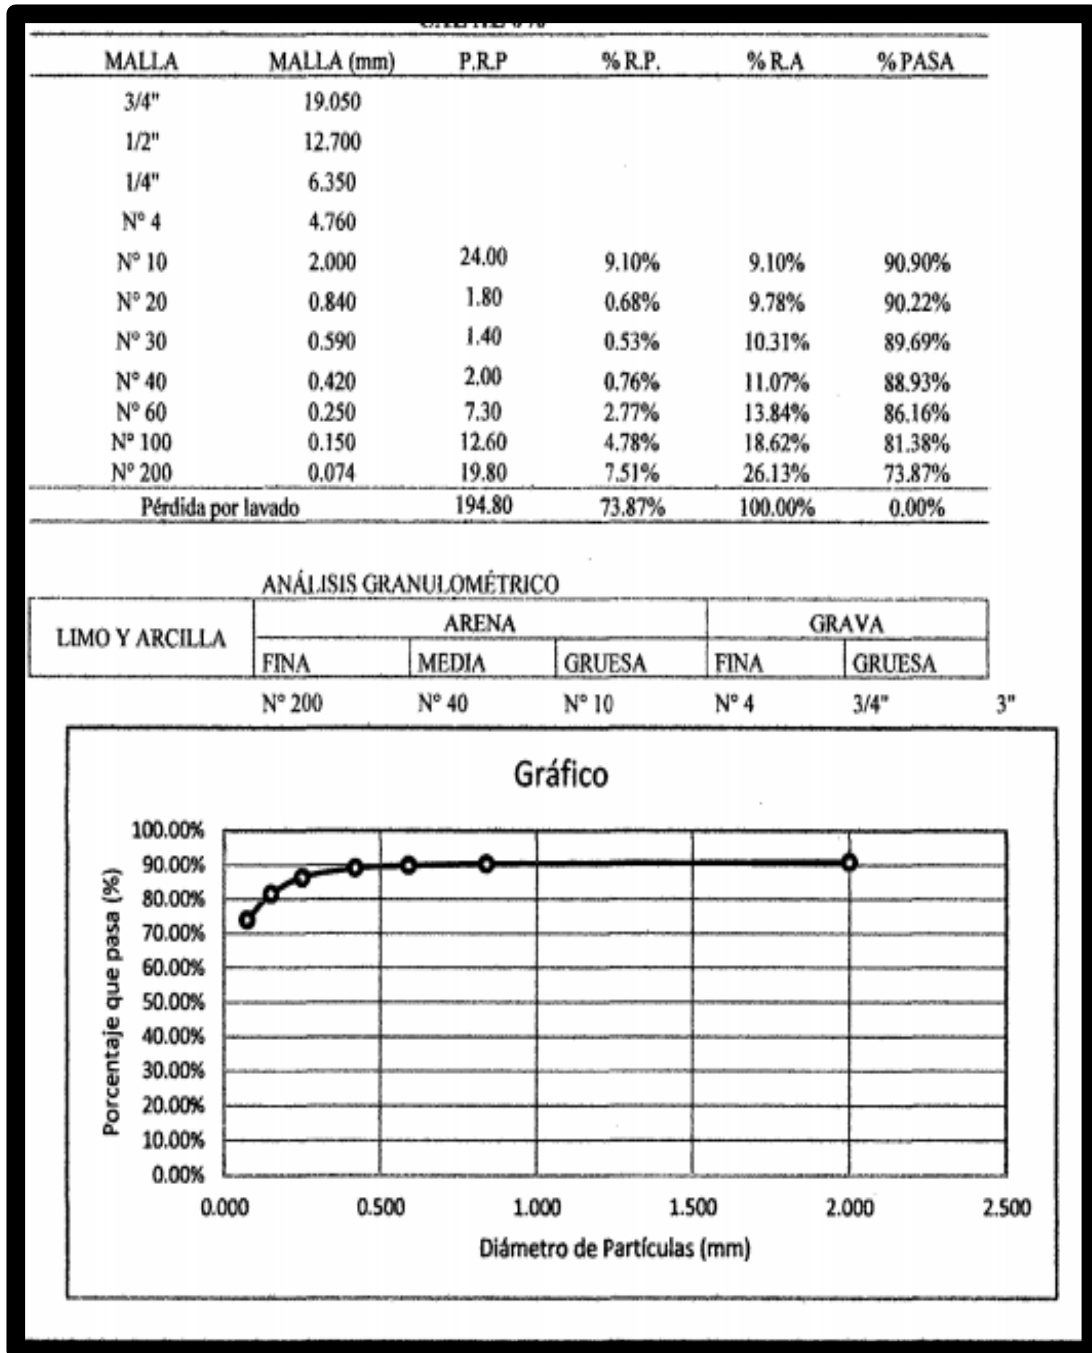 MALLA MALLA (mm) P.R.P % R.P. % R.A % PASA
3/4" 19.050
1/2" 12.700
1/4" 6.350
N° 4 4.760
N° 10 2.000 24.00 9.10% 9.10% 90.90%
N° 20 0.840 1.80 0.68% 9.78% 90.22%
N° 30 0.590 1.40 0.53% 10.31% 89.69%
N° 40 0.420 2.00 0.76% 11.07% 88.93%
N° 60 0.250 7.30 2.77% 13.84% 86.16%
N° 100 0.150 12.60 4.78% 18.62% 81.38%
N° 200 0.074 19.80 7.51% 26.13% 73.87%
Pérdida por lavado 194.80 73.87% 100.00% 0.00%
ANÁLISIS GRANULOMÉTRICO
LIMO Y ARCILLA ARENA GRAVA
FINA MEDIA GRUESA FINA GRUESA
N° 200 N° 40 N° 10 N° 4 3/4" 3"
Gráfico
Porcentaje que pasa (%)
100.00%
90.00%
80.00%
70.00%
60.00%
50.00%
40.00%
30.00%
20.00%
10.00%
0.00%
0.000 0.500 1.000 1.500 2.000 2.500
Diámetro de Partículas (mm)